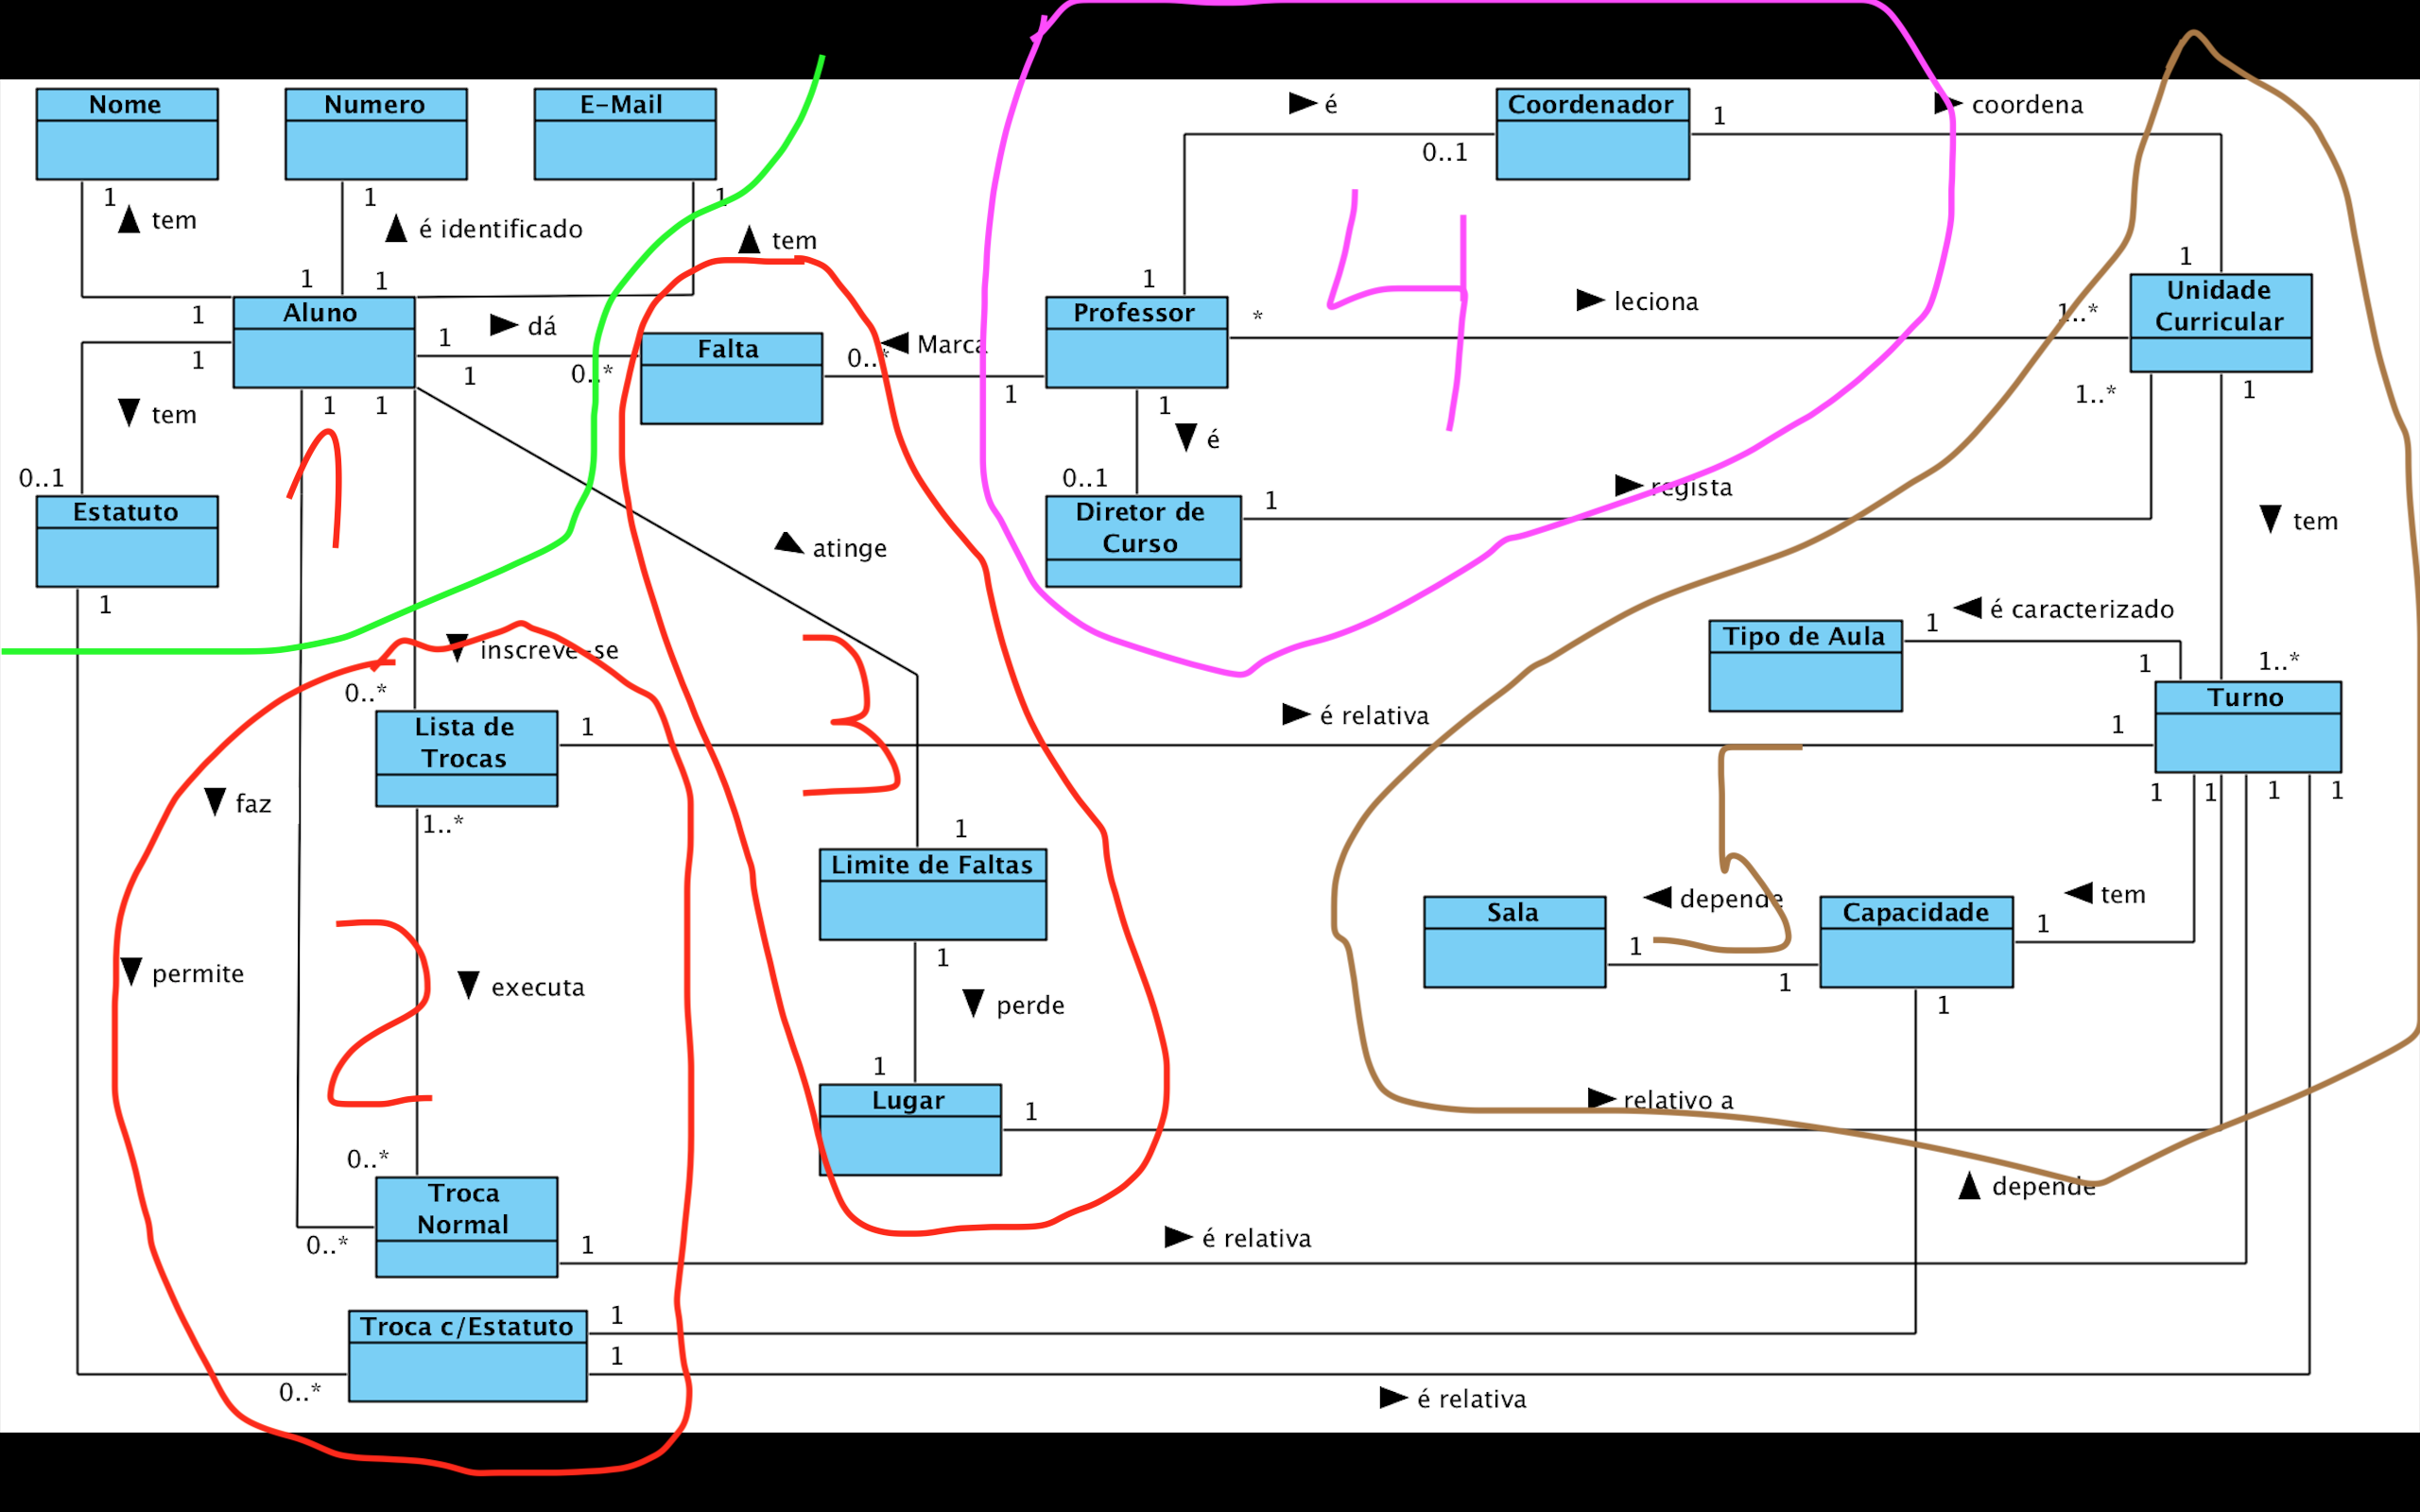 Nome
Numero
E-Mail
é
Coordenador
1
coordena
0..1
1
tem
1
é identificado
1
tem
1
1
1
1
Aluno
1
dá
1
1
0..*
Falta
0..*
Marca
1
1
Professor
*
leciona
1..*
Unidade
Curricular
1
tem
1
1
1
é
1..*
1
0..1
Estatuto
1
4
0..1
Diretor de
Curso
1
regista
tem
atinge
1
inscreve-se
0..*
3
é caracterizado
Tipo de Aula
1
1
1..*
Turno
Lista de
Trocas
1
é relativa
1
1
1
1
1
faz
1..*
1
Limite de Faltas
1
5
permite
2
executa
perde
Sala
1
depende
1
Capacidade
1
tem
1
1
Lugar
1
relativo a
0..*
Troca
Normal
0..*
1
é relativa
depende
Troca c/Estatuto
1
1
0..*
é relativa